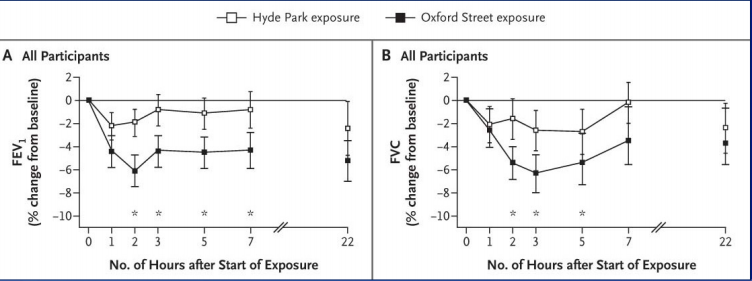 Hyde Park exposure Oxford Street exposure
A All Participants
FEV1
(% change from baseline)
2
0
−2
−4
−6
−8
−10
* * * *
0 1 2 3 5 7 22
No. of Hours after Start of Exposure
B All Participants
FVC
(% change from baseline)
2
0
−2
−4
−6
−8
−10
* * *
0 1 2 3 5 7 22
No. of Hours after Start of Exposure